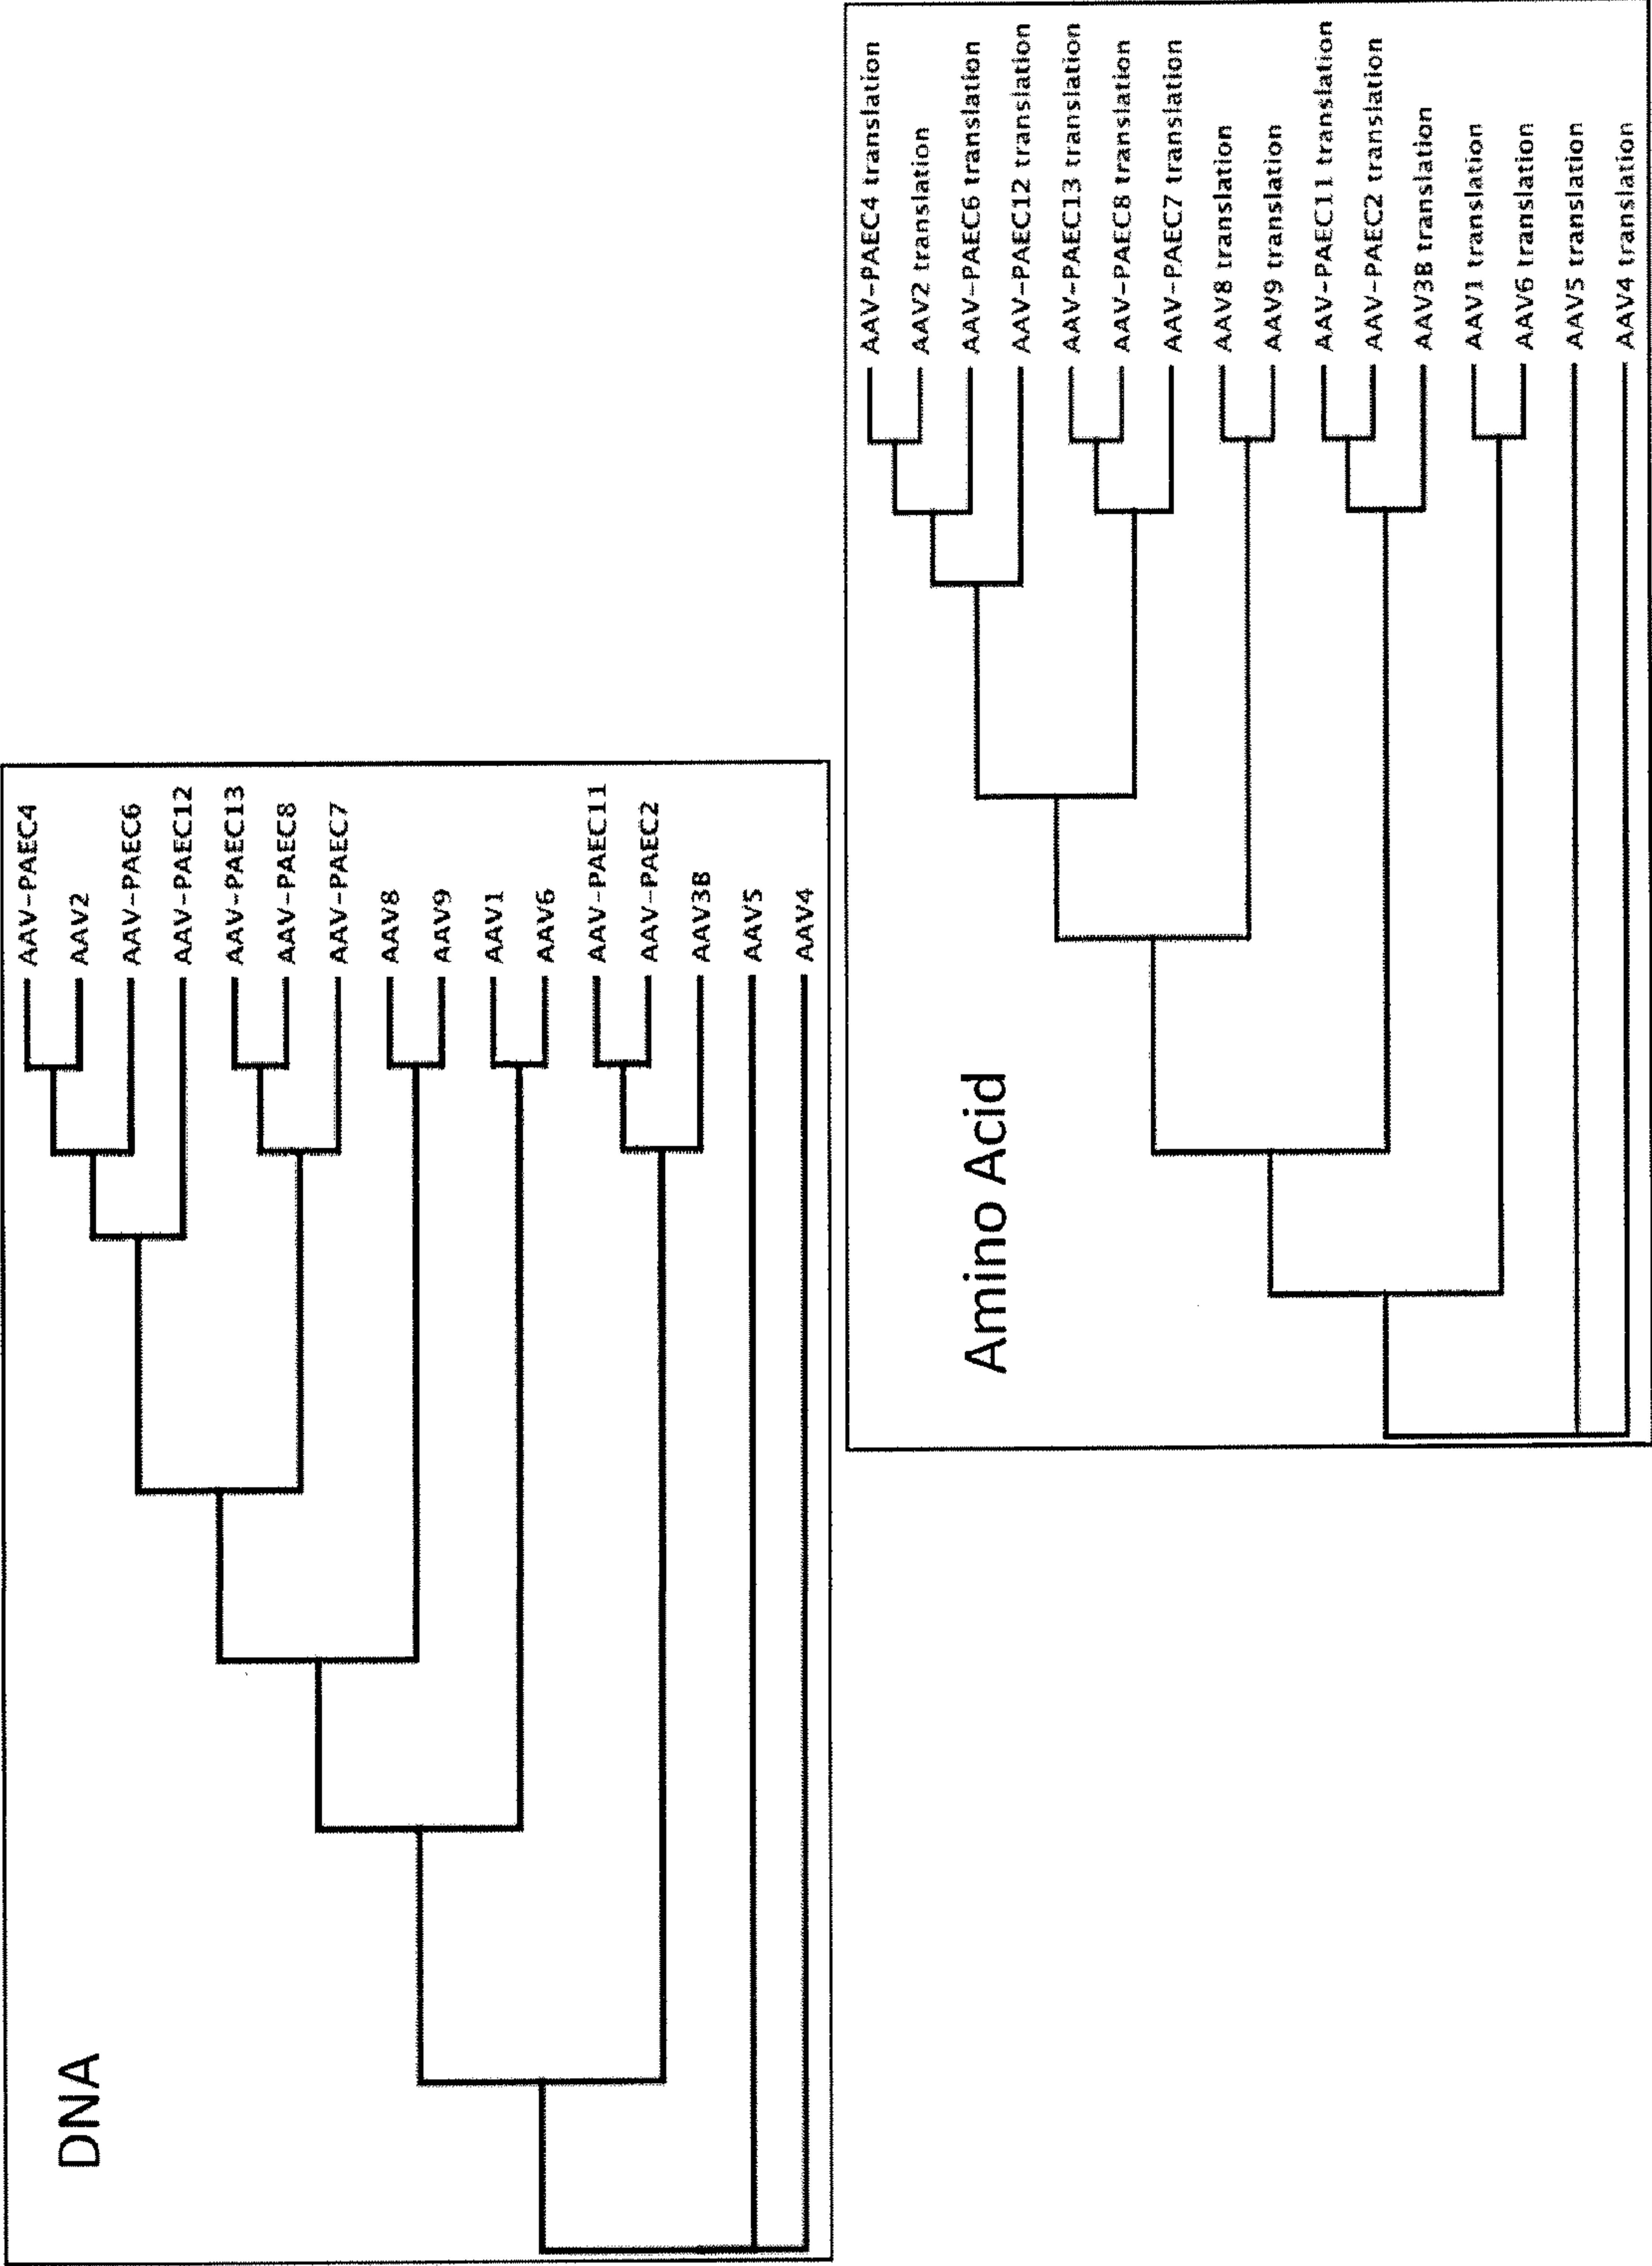 DNA
AAV-PAEC4
AAV2
AAV-PAEC6
AAV-PAEC12
AAV-PAEC13
AAV-PAEC8
AAV-PAEC7
AAV8
AAV9
AAV1
AAV6
AAV-PAEC11
AAV-PAEC2
AAV3B
AAV5
AAV4
Amino Acid
AAV-PAEC4 translation
AAV2 translation
AAV-PAEC6 translation
AAV-PAEC12 translation
AAV-PAEC13 translation
AAV-PAEC8 translation
AAV-PAEC7 translation
AAV8 translation
AAV9 translation
AAV-PAEC11 translation
AAV-PAEC2 translation
AAV3B translation
AAV1 translation
AAV6 translation
AAV5 translation
AAV4 translation